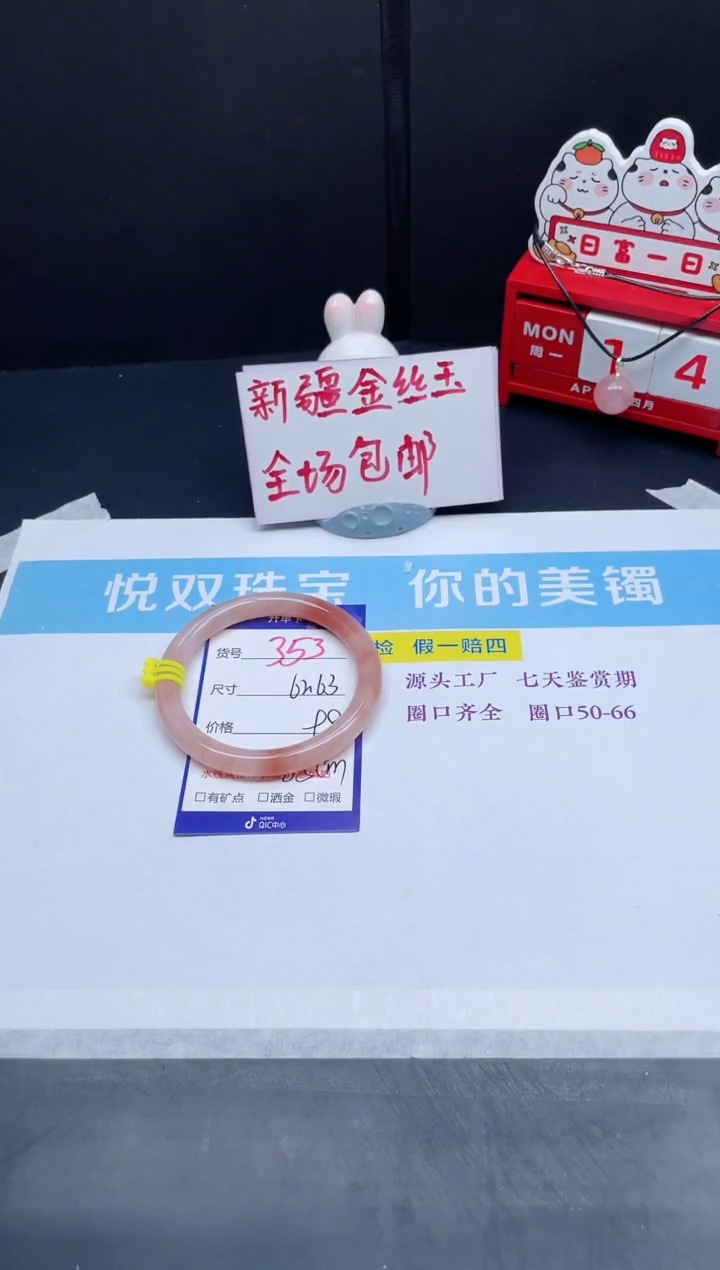 日富一日
MON
周一
1 4
四月
新疆金丝玉
全场包邮
悦双珠宝 你的美镯
检 假一赔四
货号 353
源头工厂 七天鉴赏期
尺寸
圈口齐全 圈口50-66
价格
□有矿点 □洒金 □微瑕
QIC中心